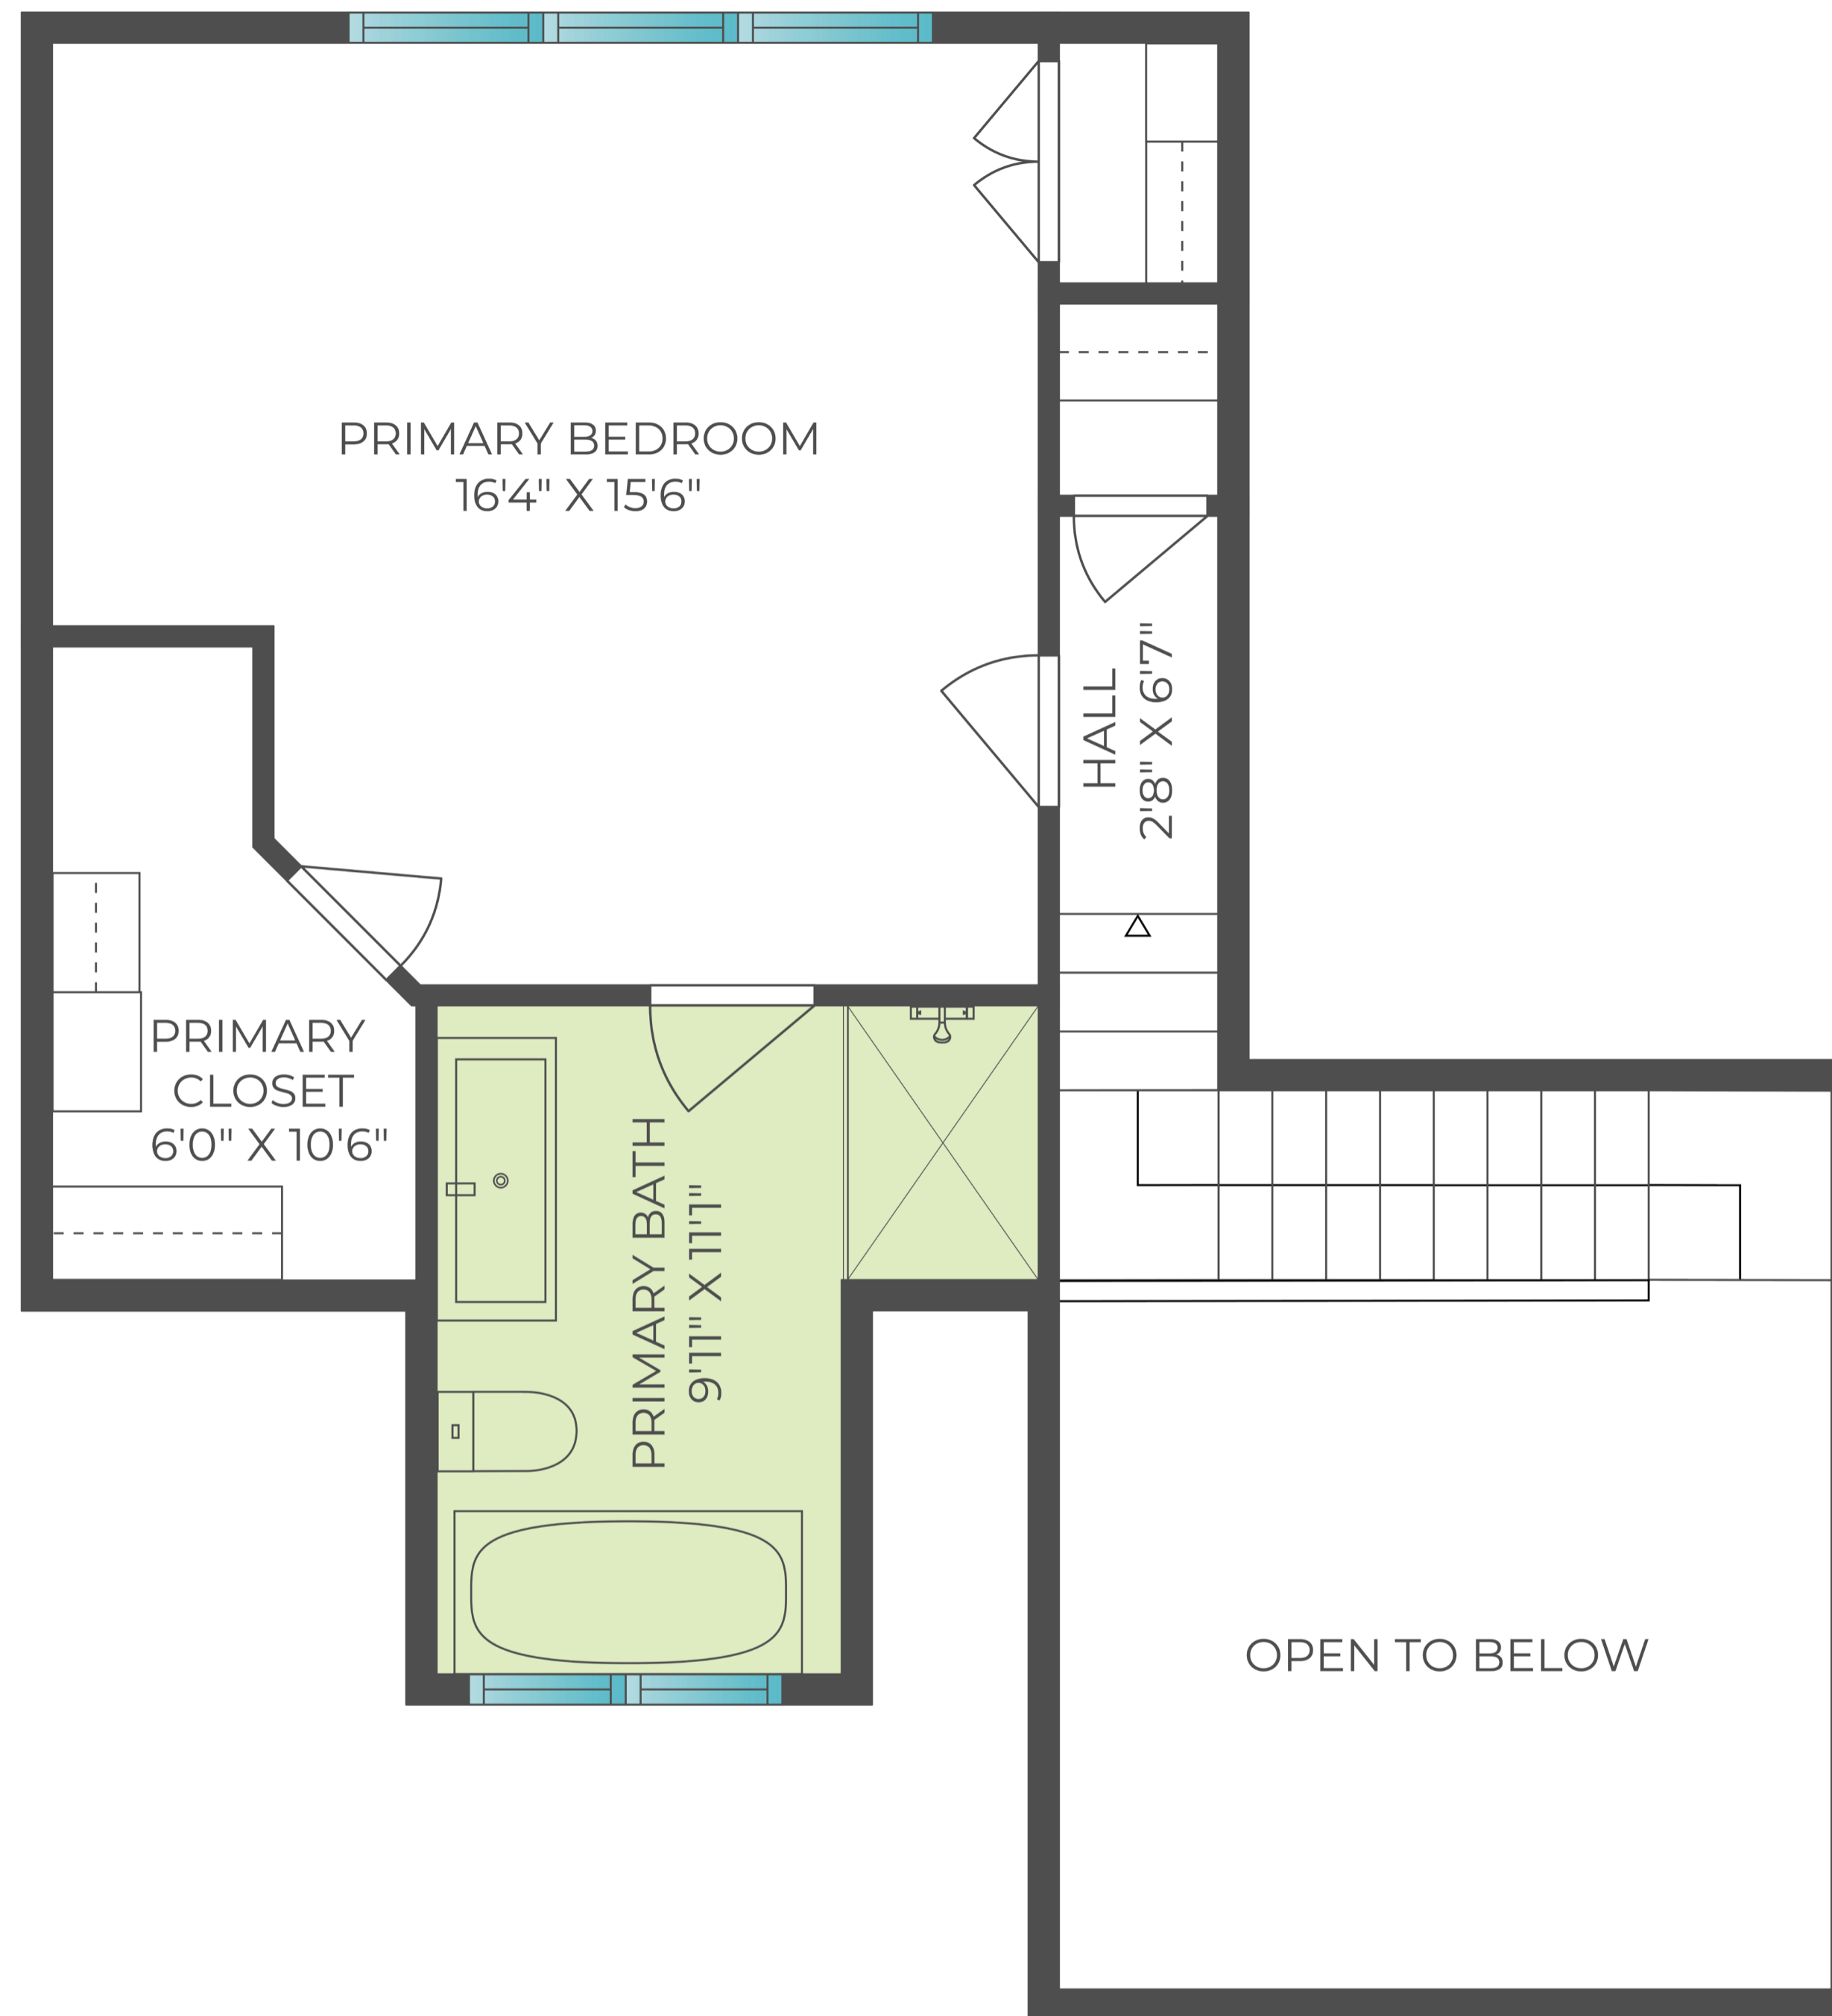 PRIMARY BEDROOM
16'4" X 15'6"
HALL
2'8" X 6'7"
PRIMARY
CLOSET
6'0" X 10'6"
PRIMARY BATH
9'11" X 11'11"
OPEN TO BELOW